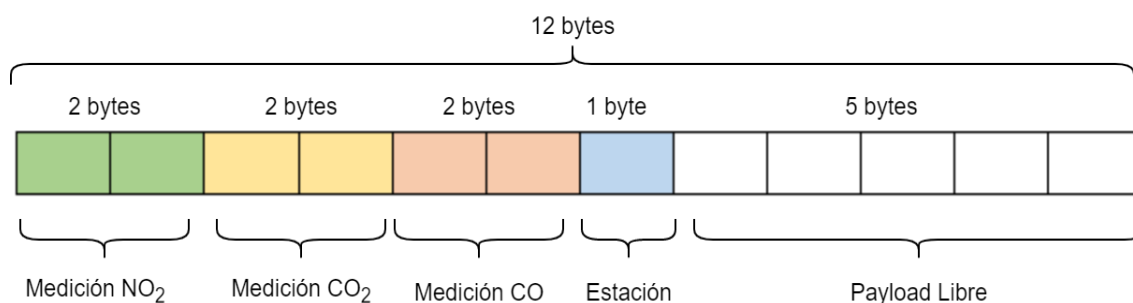 12 bytes
2 bytes 2 bytes 2 bytes 1 byte 5 bytes
Medición NO₂ Medición CO₂ Medición CO Estación Payload Libre